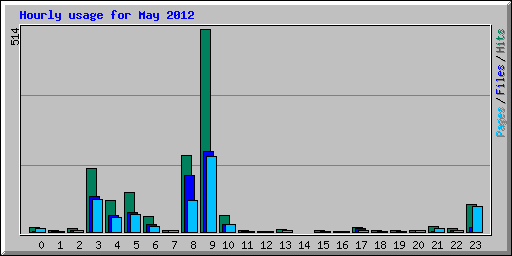 Hourly usage for May 2012
514
Pages/Files/Hits
0 1 2 3 4 5 6 7 8 9 10 11 12 13 14 15 16 17 18 19 20 21 22 23